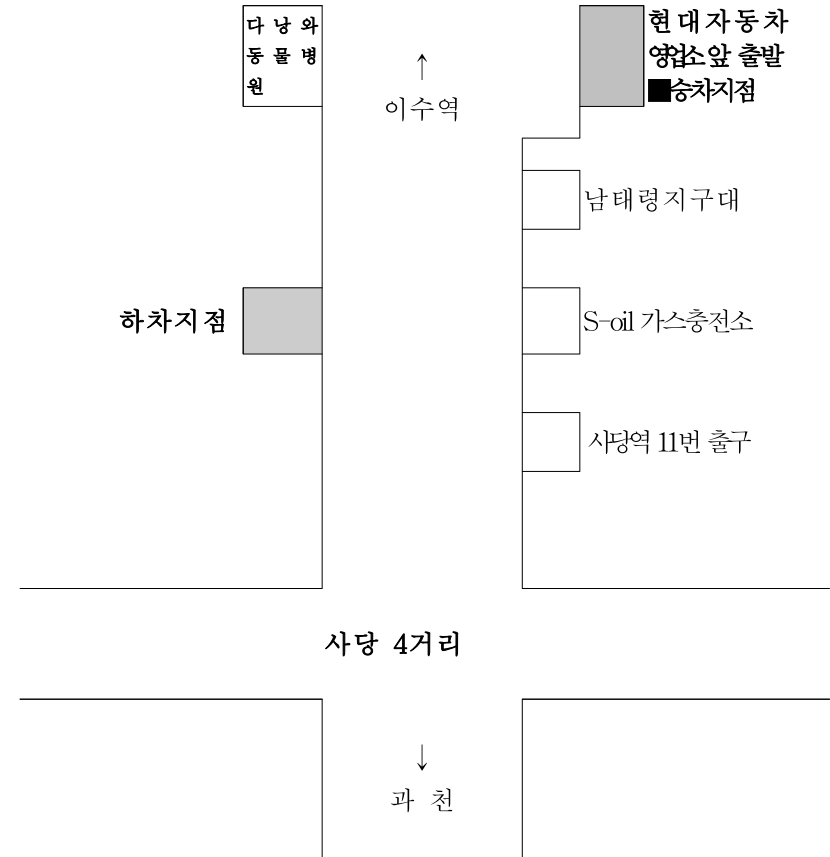 다 낭 와
동 물 병
원
↑
이수역
현대자동차
영업소앞 출발
■승차지점
남태령지구대
하차지점
S-oil 가스충전소
사당역 11번 출구
사당 4거리
↓
과 천